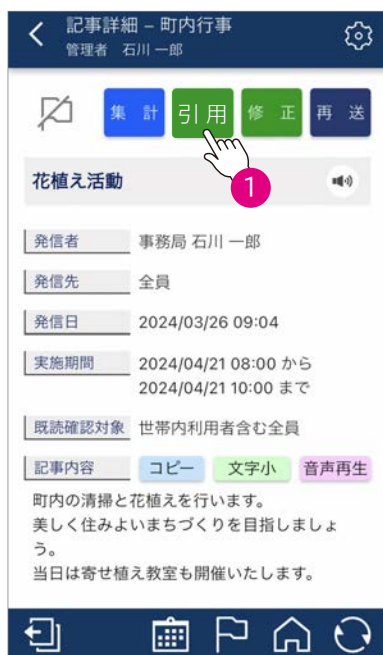 記事詳細 – 町内行事
管理者 石川 一郎
集 計 引用 修 正 再 送
1
花植え活動
発信者 事務局 石川 一郎
発信先 全員
発信日 2024/03/26 09:04
実施期間 2024/04/21 08:00 から
2024/04/21 10:00 まで
既読確認対象 世帯内利用者含む全員
記事内容 コピー 文字小 音声再生
町内の清掃と花植えを行います。
美しく住みよいまちづくりを目指しましょ
う。
当日は寄せ植え教室も開催いたします。